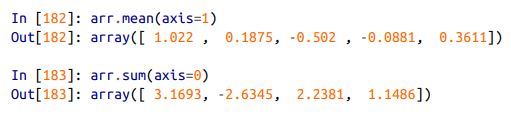 In [182]: arr.mean(axis=1)
Out[182]: array([ 1.022 ,  0.1875, -0.502 , -0.0881,  0.3611])
In [183]: arr.sum(axis=0)
Out[183]: array([ 3.1693, -2.6345,  2.2381,  1.1486])